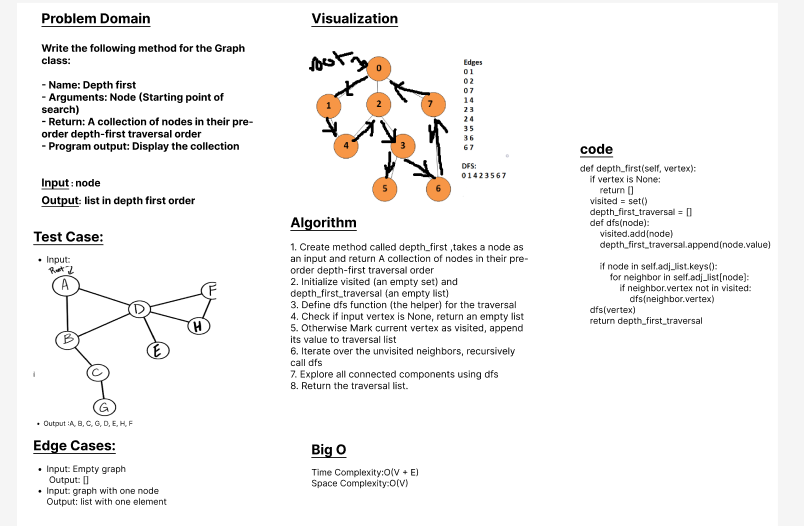 Problem Domain
Write the following method for the Graph
class:
- Name: Depth first
- Arguments: Node (Starting point of
search)
- Return: A collection of nodes in their pre-
order depth-first traversal order
- Program output: Display the collection
Input : node
Output: list in depth first order
Test Case:
• Input:
Root
A
F
D
H
B
E
C
G
• Output :A, B, C, G, D, E, H, F
Edge Cases:
• Input: Empty graph
Output: []
• Input: graph with one node
Output: list with one element
Visualization
root
0
1
2
7
4
3
5
6
Edges
0 1
0 2
0 7
1 4
2 3
2 4
3 5
3 6
6 7
DFS:
0 1 4 2 3 5 6 7
Algorithm
1. Create method called depth_first ,takes a node as
an input and return A collection of nodes in their pre-
order depth-first traversal order
2. Initialize visited (an empty set) and
depth_first_traversal (an empty list)
3. Define dfs function (the helper) for the traversal
4. Check if input vertex is None, return an empty list
5. Otherwise Mark current vertex as visited, append
its value to traversal list
6. Iterate over the unvisited neighbors, recursively
call dfs
7. Explore all connected components using dfs
8. Return the traversal list.
Big O
Time Complexity:O(V + E)
Space Complexity:O(V)
code
def depth_first(self, vertex):
if vertex is None:
return []
visited = set()
depth_first_traversal = []
def dfs(node):
visited.add(node)
depth_first_traversal.append(node.value)
if node in self.adj_list.keys():
for neighbor in self.adj_list[node]:
if neighbor.vertex not in visited:
dfs(neighbor.vertex)
dfs(vertex)
return depth_first_traversal